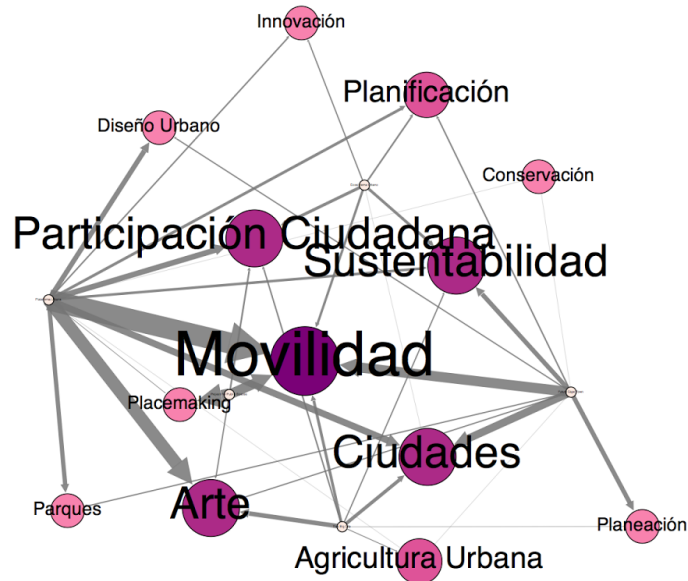 Innovación
Planificación
Diseño Urbano
Conservación
Participación Ciudadana
Sustentabilidad
Movilidad
Placemaking
Ciudades
Arte
Parques
Planeación
Agricultura Urbana